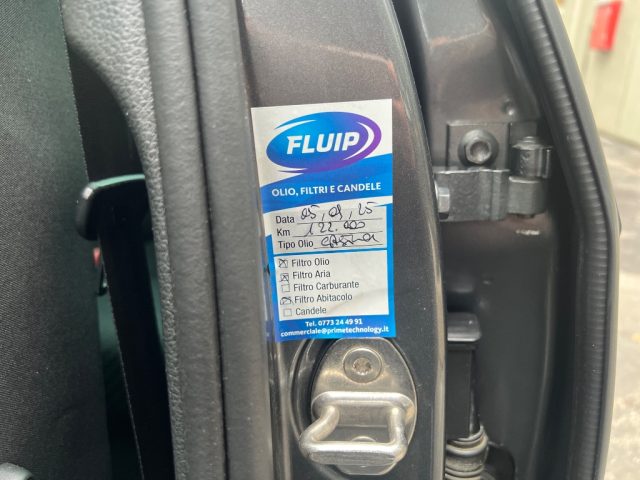 FLUIP
OLIO, FILTRI E CANDELE
Data 05,09,25
Km 122.000
Tipo Olio
Filtro Olio
Filtro Aria
Filtro Carburante
Filtro Abitacolo
Candele
Tel. 0773 24 49 91
commerciale@primetechnology.it